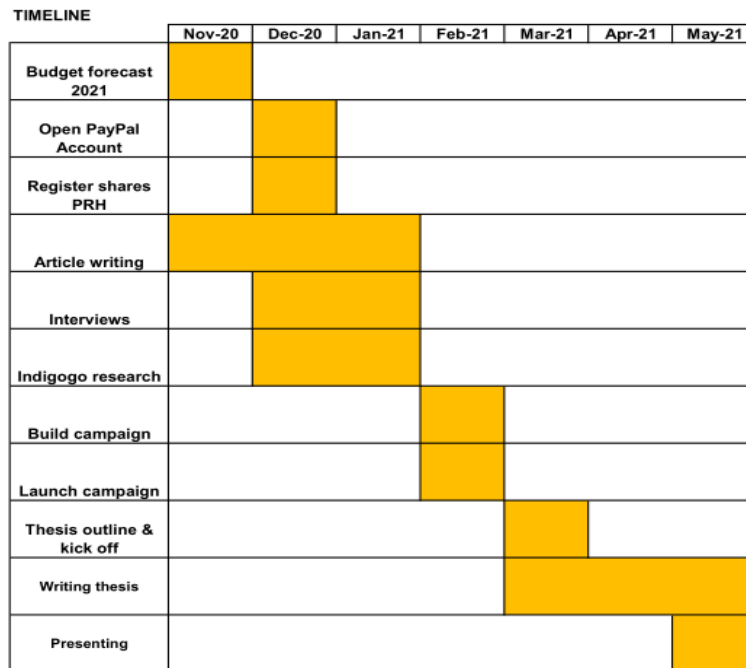 TIMELINE
Nov-20 Dec-20 Jan-21 Feb-21 Mar-21 Apr-21 May-21
Budget forecast
2021
Open PayPal
Account
Register shares
PRH
Article writing
Interviews
Indigogo research
Build campaign
Launch campaign
Thesis outline &
kick off
Writing thesis
Presenting